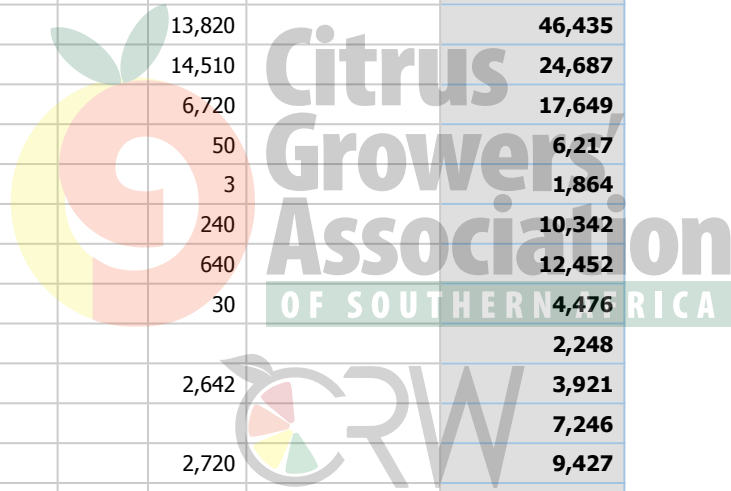 13,820 46,435
14,510 24,687
6,720 17,649
50 6,217
3 1,864
240 10,342
640 12,452
30 4,476
2,248
2,642 3,921
7,246
2,720 9,427
Citrus
Growers'
Association
OF SOUTHERN AFRICA
CRW